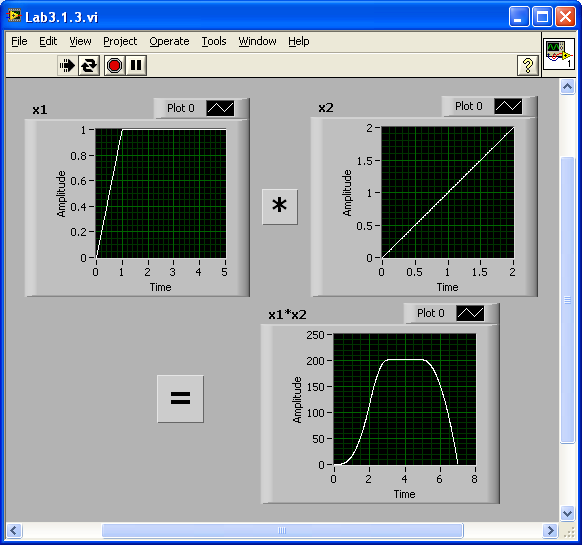 Lab3.1.3.vi
File Edit View Project Operate Tools Window Help
?
1
x1
Plot 0
1
0.8
0.6
0.4
0.2
0
Amplitude
0 1 2 3 4 5
Time
*
x2
Plot 0
2
1.5
1
0.5
0
Amplitude
0 0.5 1 1.5 2
Time
=
x1*x2
Plot 0
250
200
150
100
50
0
Amplitude
0 2 4 6 8
Time